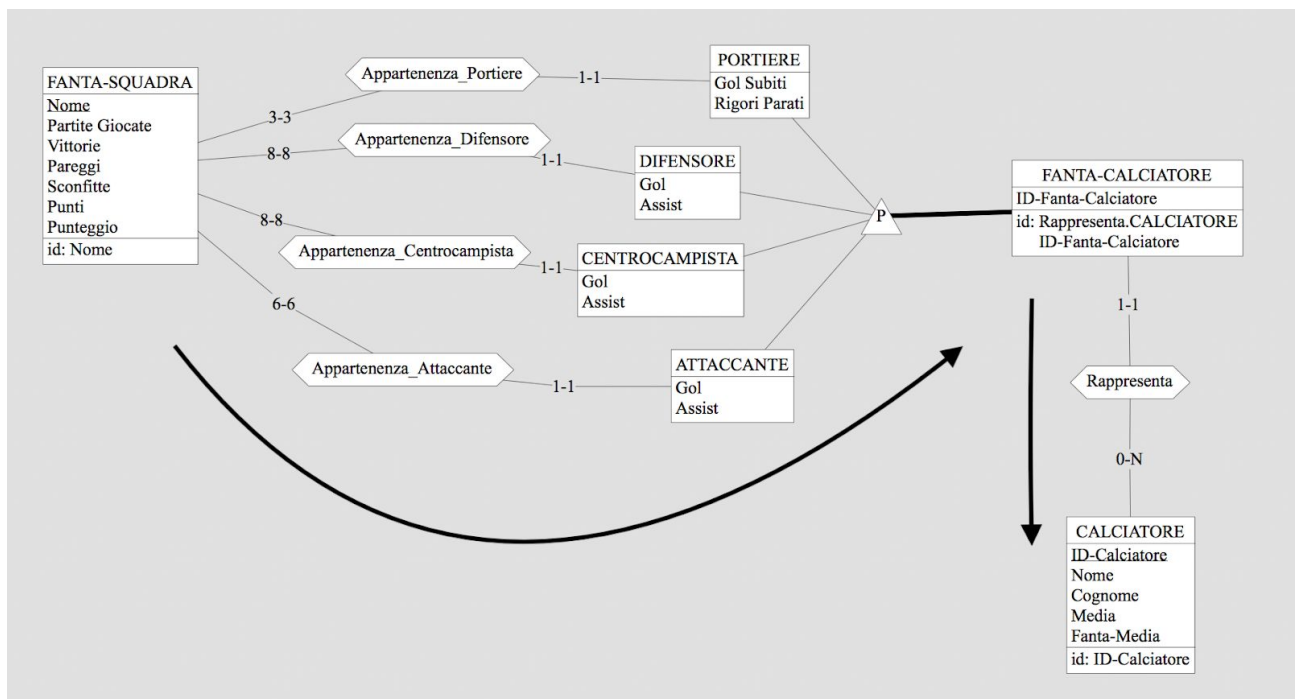 FANTA-SQUADRA
Nome
Partite Giocate
Vittorie
Pareggi
Sconfitte
Punti
Punteggio
id: Nome
3-3
8-8
8-8
6-6
Appartenenza_Portiere
Appartenenza_Difensore
Appartenenza_Centrocampista
Appartenenza_Attaccante
1-1
1-1
1-1
1-1
PORTIERE
Gol Subiti
Rigori Parati
DIFENSORE
Gol
Assist
CENTROCAMPISTA
Gol
Assist
ATTACCANTE
Gol
Assist
P
FANTA-CALCIATORE
ID-Fanta-Calciatore
id: Rappresenta.CALCIATORE
ID-Fanta-Calciatore
1-1
Rappresenta
0-N
CALCIATORE
ID-Calciatore
Nome
Cognome
Media
Fanta-Media
id: ID-Calciatore